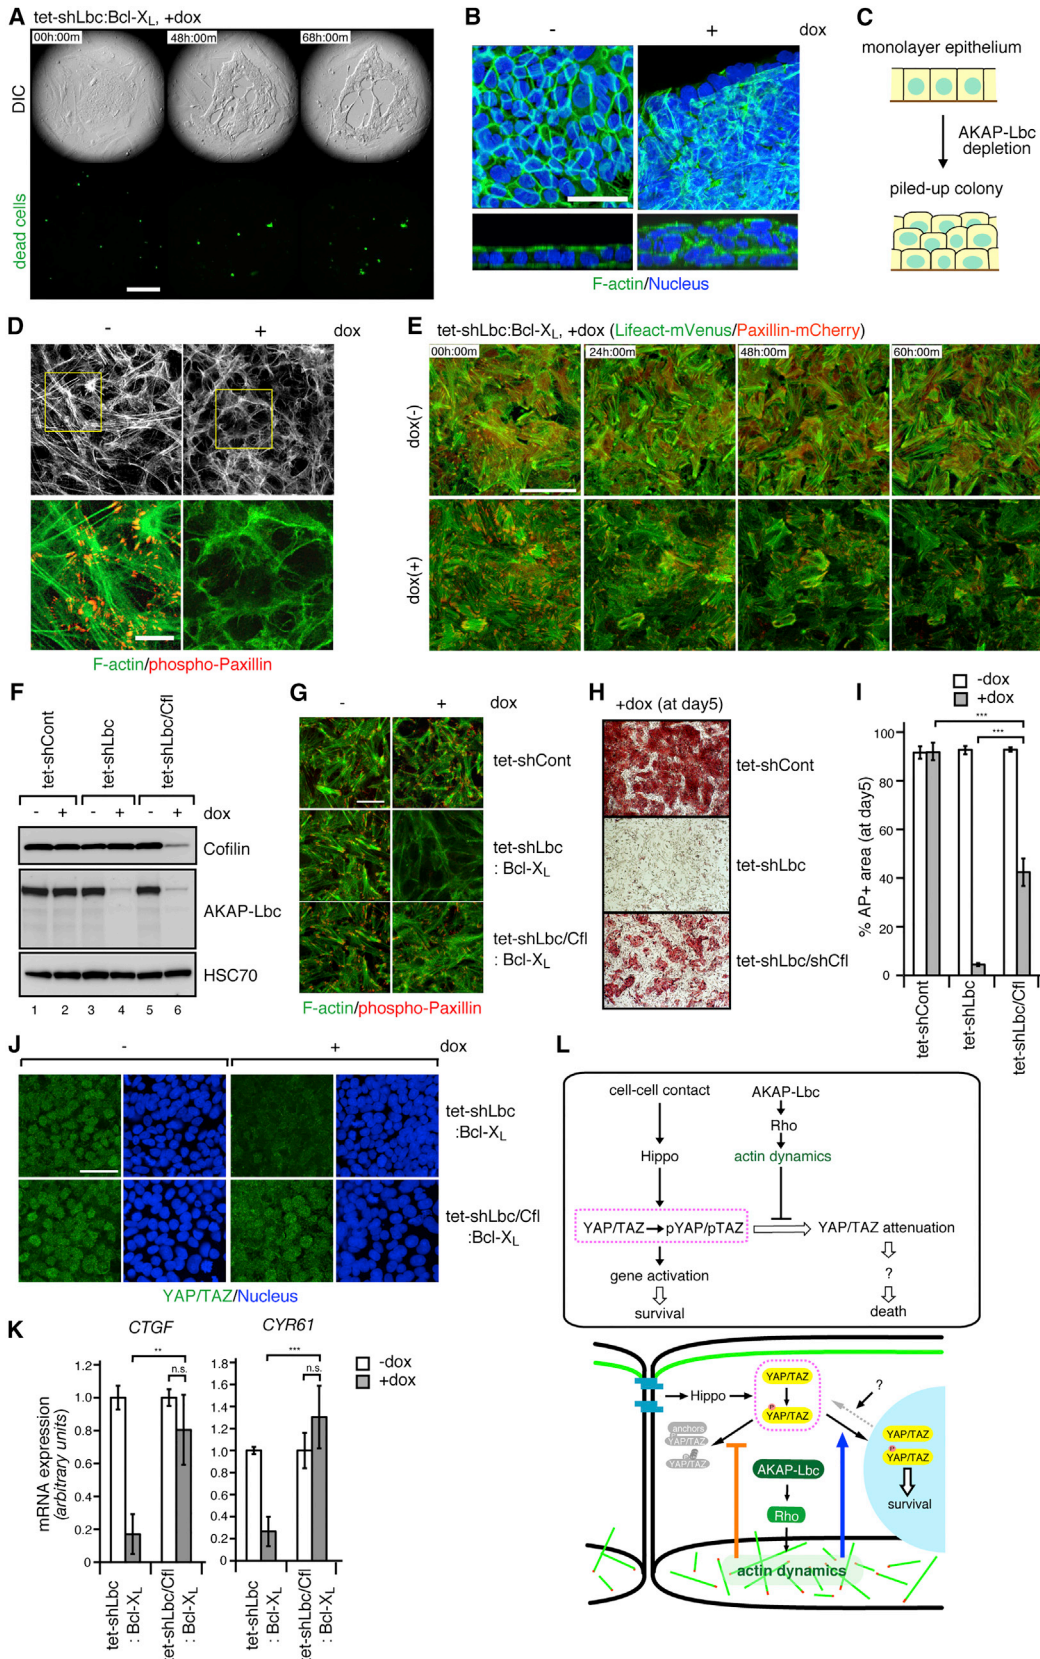 A
tet-shLbc:Bcl-XL, +dox
00h:00m
48h:00m
68h:00m
DIC
dead cells
B
-
+
dox
F-actin/Nucleus
C
monolayer epithelium
AKAP-Lbc
depletion
piled-up colony
D
-
+
dox
F-actin/phospho-Paxillin
E
tet-shLbc:Bcl-XL, +dox (Lifeact-mVenus/Paxillin-mCherry)
00h:00m
24h:00m
48h:00m
60h:00m
dox(-)
dox(+)
F
tet-shCont
tet-shLbc
tet-shLbc/Cfl
- + - + - +
dox
Cofilin
AKAP-Lbc
HSC70
1 2 3 4 5 6
G
-
+
dox
tet-shCont
tet-shLbc
: Bcl-XL
tet-shLbc/Cfl
: Bcl-XL
F-actin/phospho-Paxillin
H
+dox (at day5)
tet-shCont
tet-shLbc
tet-shLbc/shCfl
I
-dox
+dox
***
***
% AP+ area (at day5)
100
80
60
40
20
0
tet-shCont
tet-shLbc
tet-shLbc/Cfl
J
-
+
dox
tet-shLbc
:Bcl-XL
tet-shLbc/Cfl
:Bcl-XL
YAP/TAZ/Nucleus
K
CTGF
CYR61
-dox
+dox
**
n.s.
***
n.s.
mRNA expression
(arbitrary units)
1.2
1.0
0.8
0.6
0.4
0.2
0
1.8
1.6
1.4
1.2
1.0
0.8
0.6
0.4
0.2
0
tet-shLbc
: Bcl-XL
tet-shLbc/Cfl
: Bcl-XL
tet-shLbc
: Bcl-XL
tet-shLbc/Cfl
: Bcl-XL
L
cell-cell contact
AKAP-Lbc
Rho
Hippo
actin dynamics
YAP/TAZ
pYAP/pTAZ
YAP/TAZ attenuation
gene activation
?
survival
death
YAP/TAZ
Hippo
?
P
YAP/TAZ
anchors
YAP/TAZ
YAP/TAZ
YAP/TAZ
P
YAP/TAZ
AKAP-Lbc
survival
Rho
actin dynamics